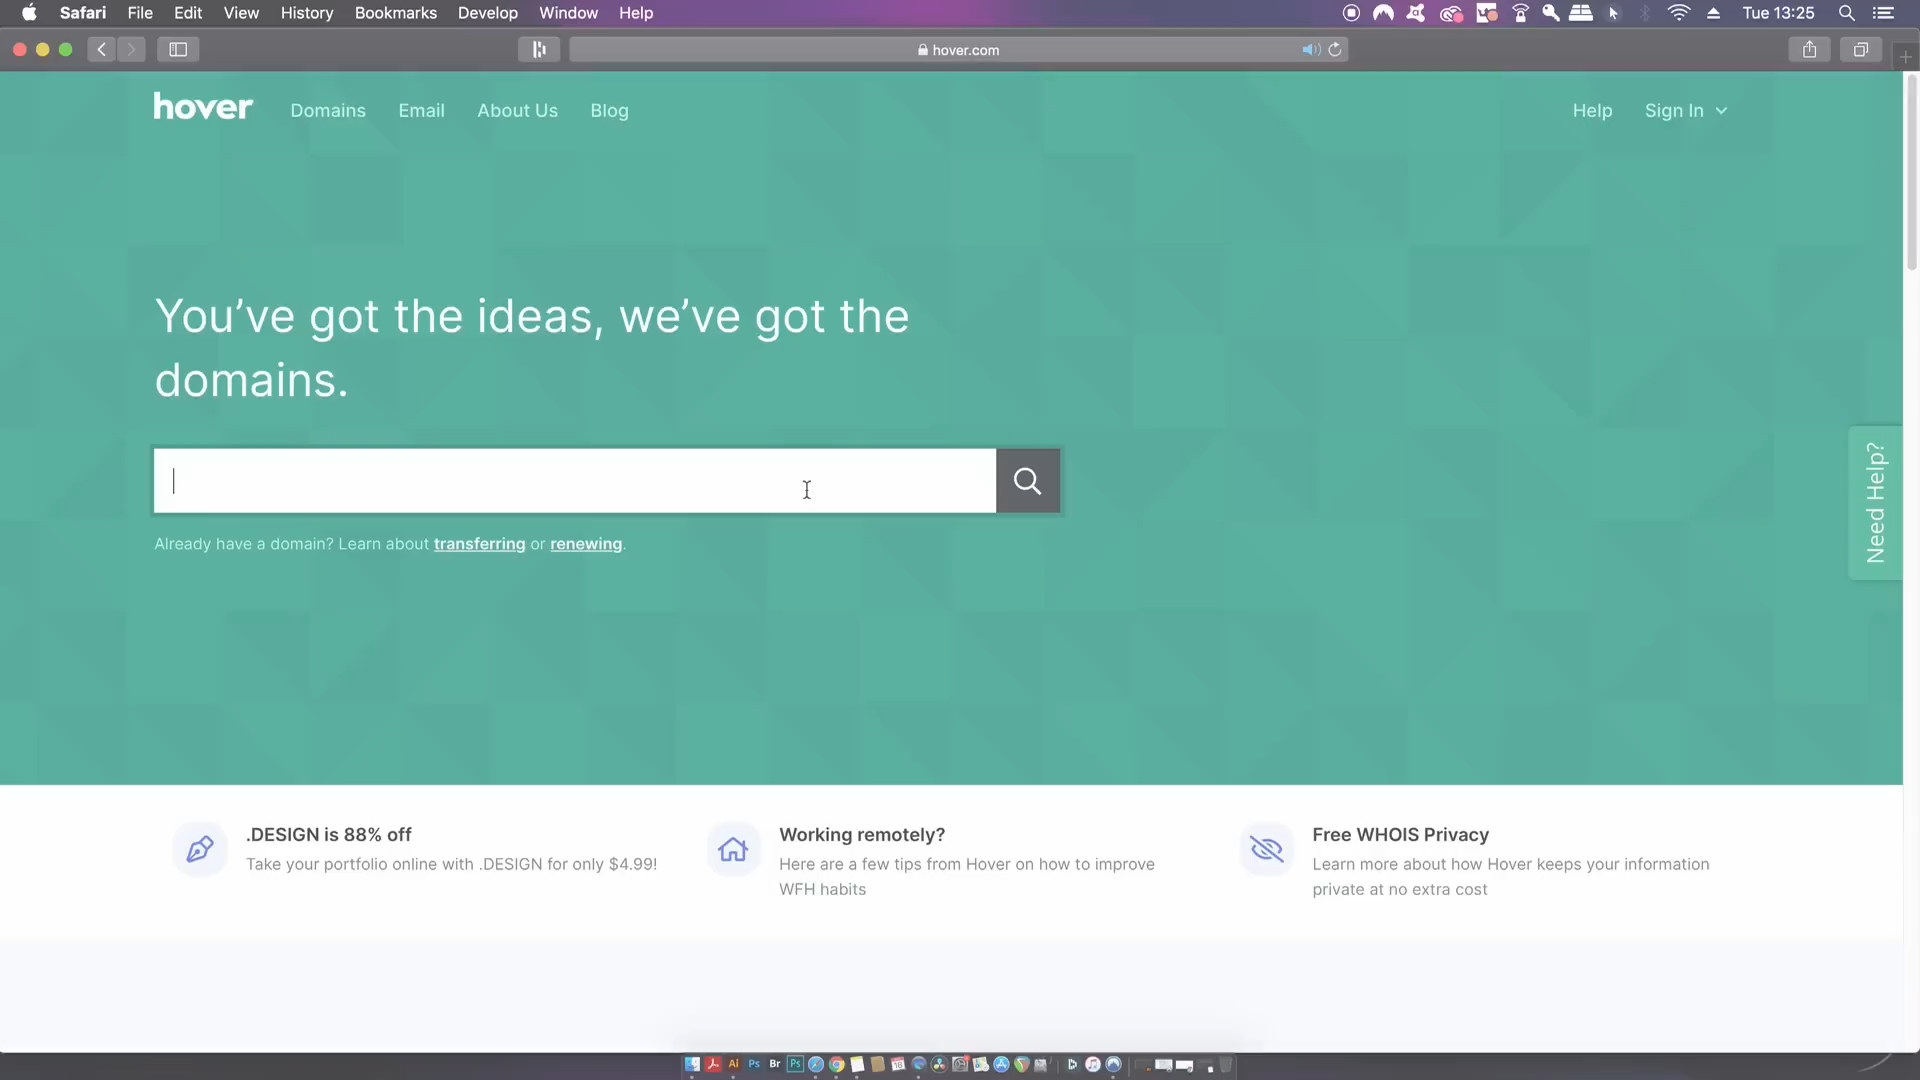 Safari File Edit View History Bookmarks Develop Window Help Tue 13:25
hover.com
hover Domains Email About Us Blog Help Sign In
You’ve got the ideas, we’ve got the
domains.
Already have a domain? Learn about transferring or renewing.
Need Help?
.DESIGN is 88% off
Take your portfolio online with .DESIGN for only $4.99!
Working remotely?
Here are a few tips from Hover on how to improve
WFH habits
Free WHOIS Privacy
Learn more about how Hover keeps your information
private at no extra cost
Ai Ps Br Ps